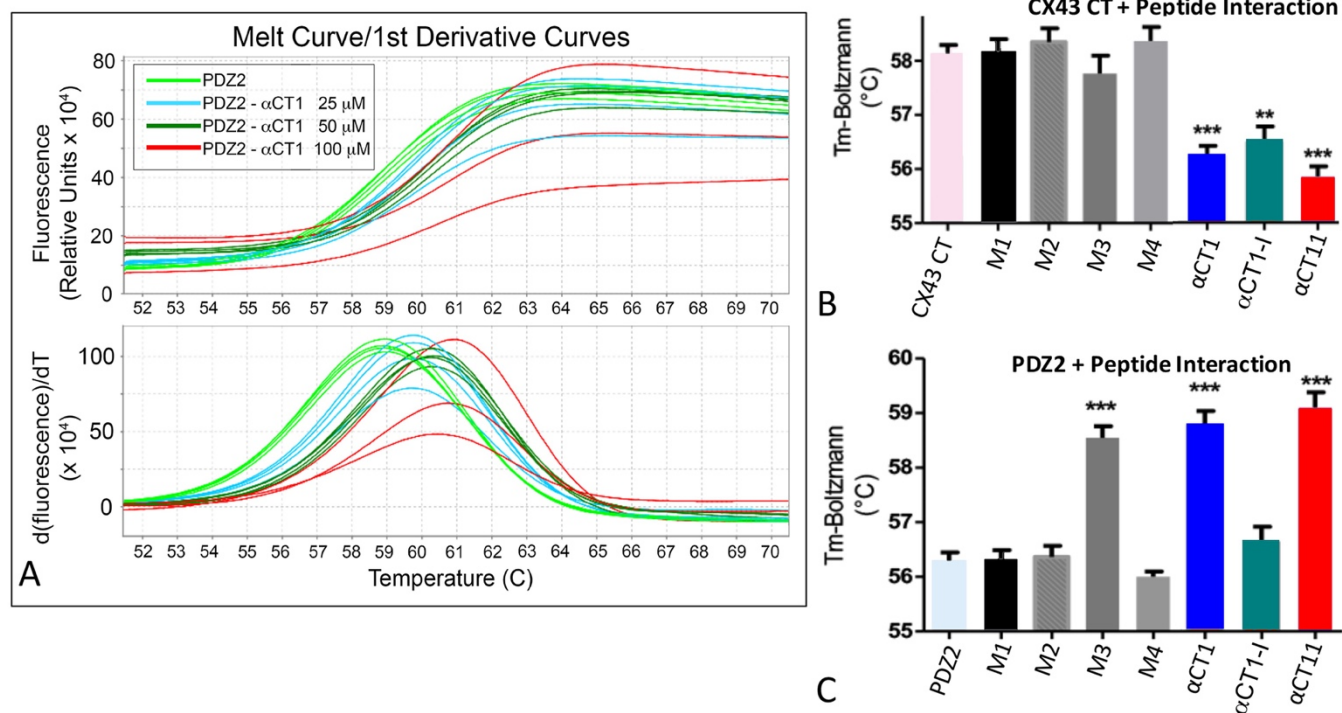 Melt Curve/1st Derivative Curves
80
60
40
20
0
Fluorescence
(Relative Units x 10⁴)
PDZ2
PDZ2 - αCT1 25 μM
PDZ2 - αCT1 50 μM
PDZ2 - αCT1 100 μM
52 53 54 55 56 57 58 59 60 61 62 63 64 65 66 67 68 69 70
100
50
0
d(fluorescence)/dT
(x 10⁴)
52 53 54 55 56 57 58 59 60 61 62 63 64 65 66 67 68 69 70
Temperature (C)
A
CX43 CT + Peptide Interaction
58
57
56
55
Tm-Boltzmann
(°C)
*** ** ***
CX43 CT M1 M2 M3 M4 αCT1 αCT1-I αCT11
B
PDZ2 + Peptide Interaction
60
59
58
57
56
55
Tm-Boltzmann
(°C)
*** *** ***
PDZ2 M1 M2 M3 M4 αCT1 αCT1-I αCT11
C